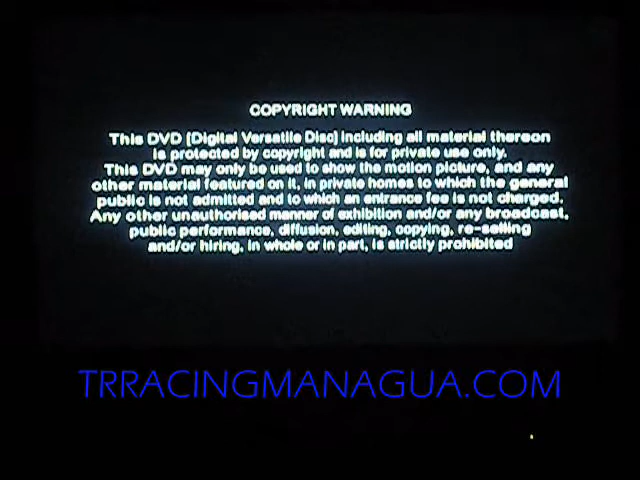 COPYRIGHT WARNING
This DVD (Digital Versatile Disc) including all material thereon
is protected by copyright and is for private use only.
This DVD may only be used to show the motion picture, and any
other material featured on it, in private homes to which the general
public is not admitted and to which an entrance fee is not charged.
Any other unauthorised manner of exhibition and/or any broadcast,
public performance, diffusion, editing, copying, re-selling
and/or hiring, in whole or in part, is strictly prohibited
TRRACINGMANAGUA.COM